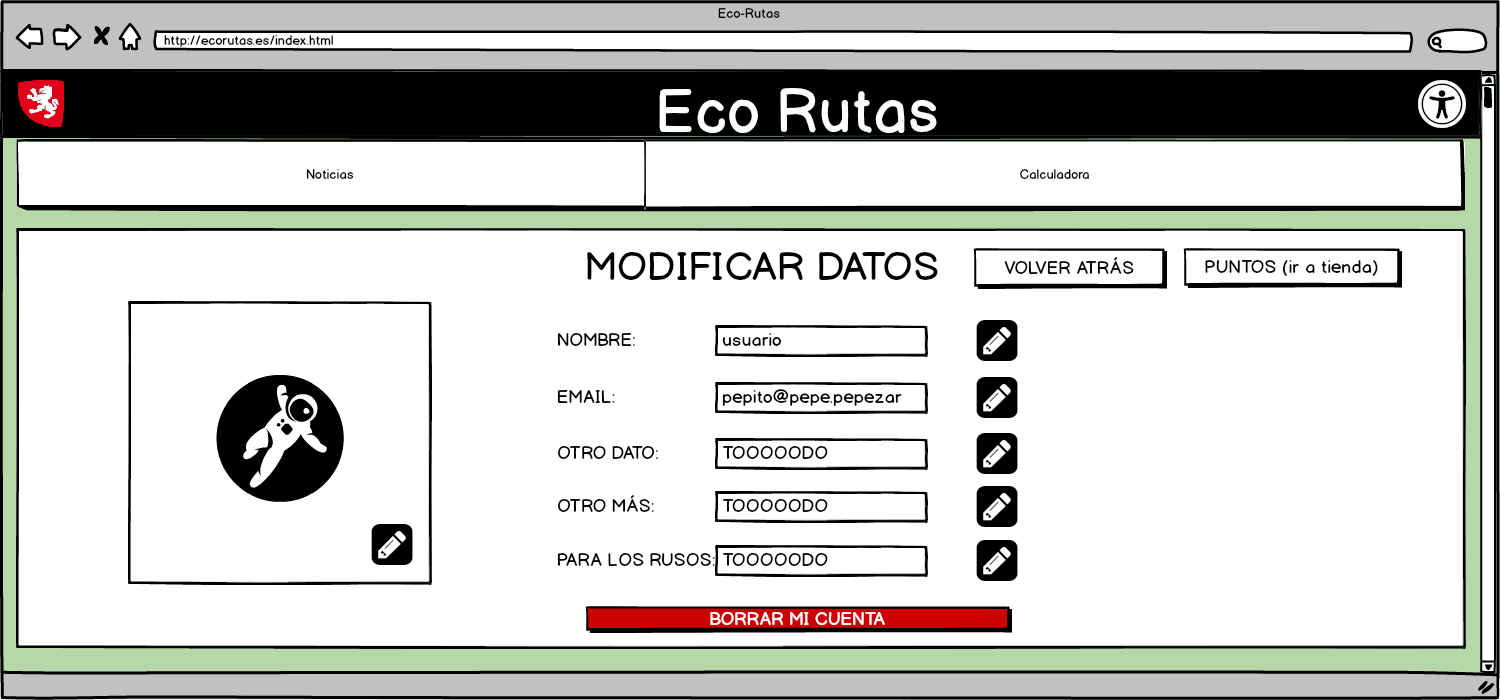 Eco-Rutas
http://ecorutas.es/index.html
Eco Rutas
Noticias
Calculadora
MODIFICAR DATOS
VOLVER ATRÁS
PUNTOS (ir a tienda)
NOMBRE: usuario
EMAIL: pepito@pepe.pepezar
OTRO DATO: TOOOOODO
OTRO MÁS: TOOOOODO
PARA LOS RUSOS: TOOOOODO
BORRAR MI CUENTA